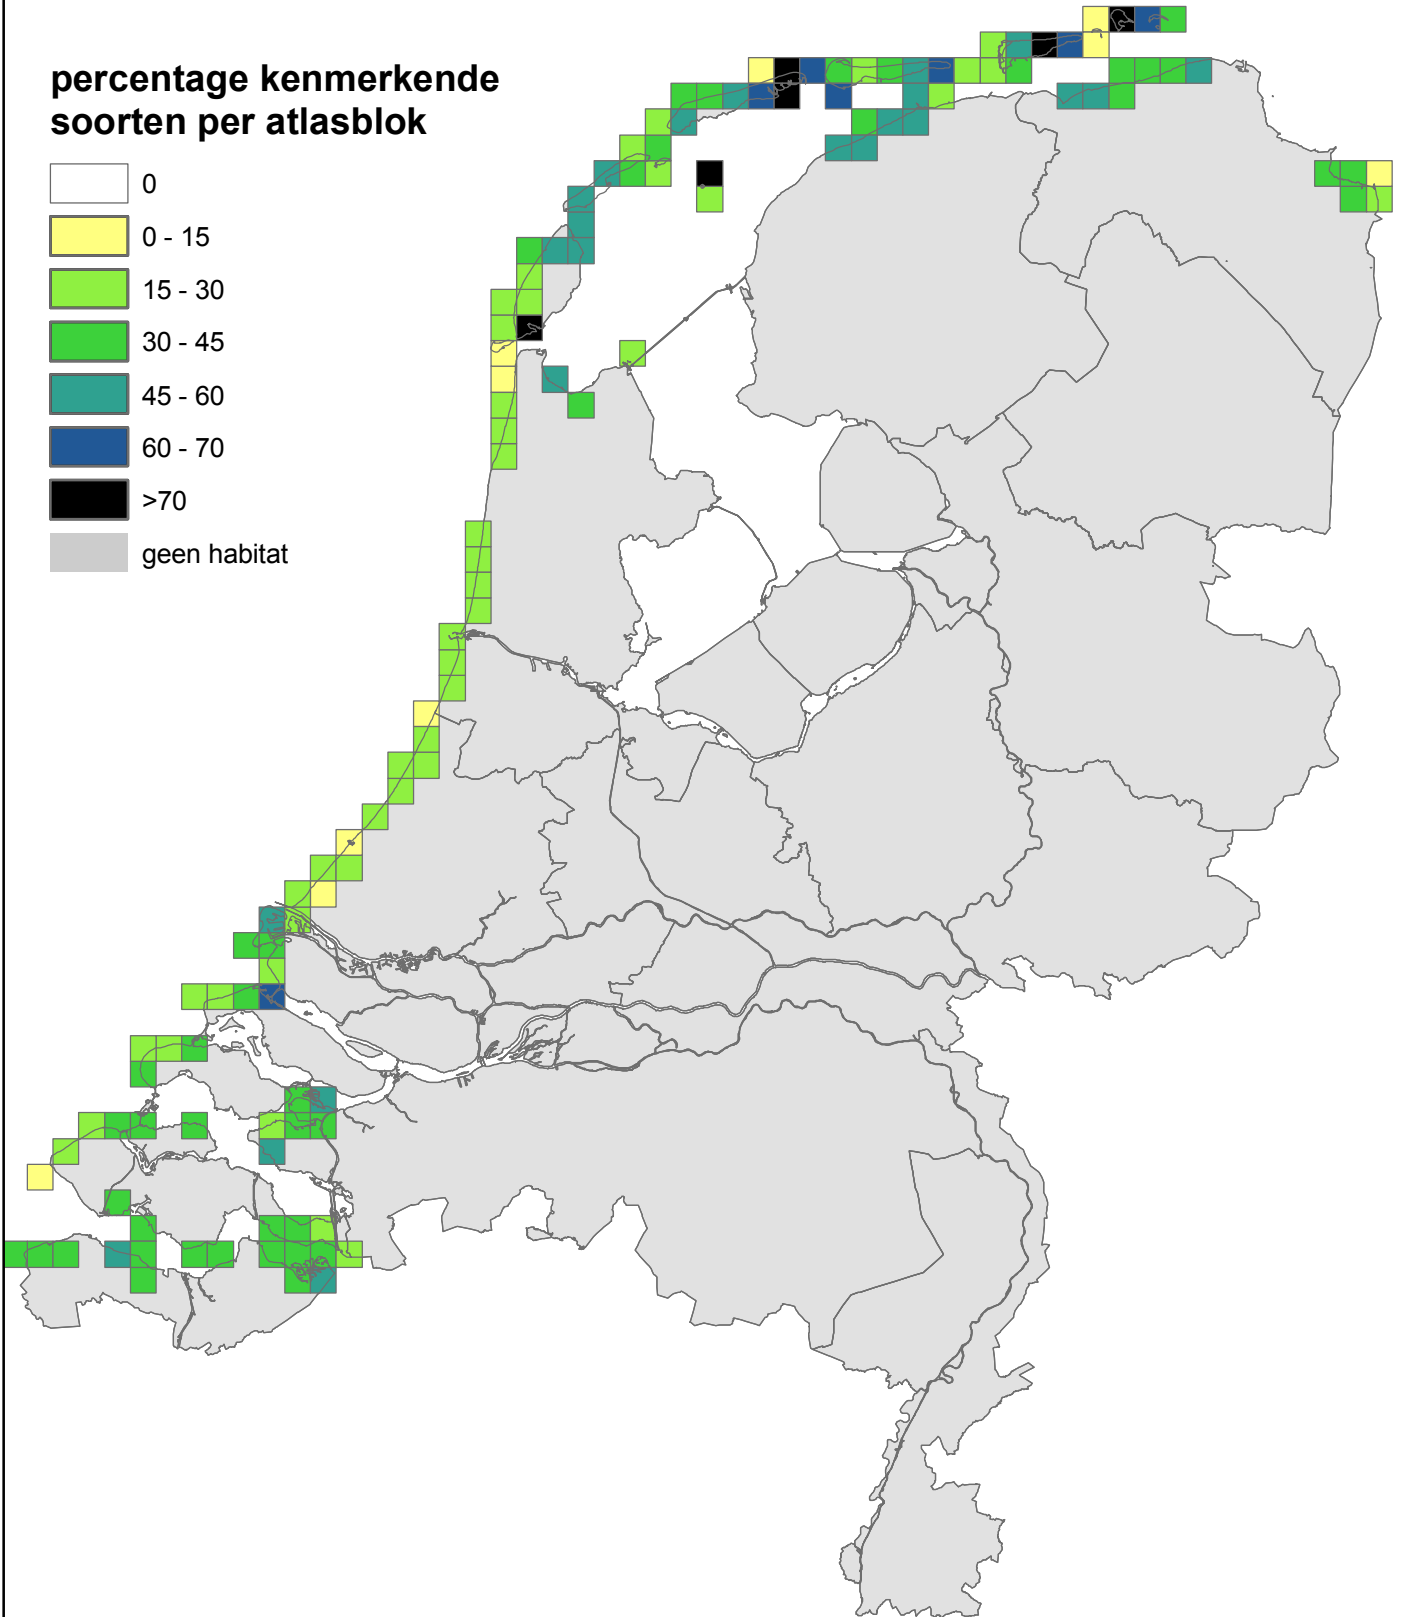 percentage kenmerkende
soorten per atlasblok
0
0 - 15
15 - 30
30 - 45
45 - 60
60 - 70
>70
geen habitat